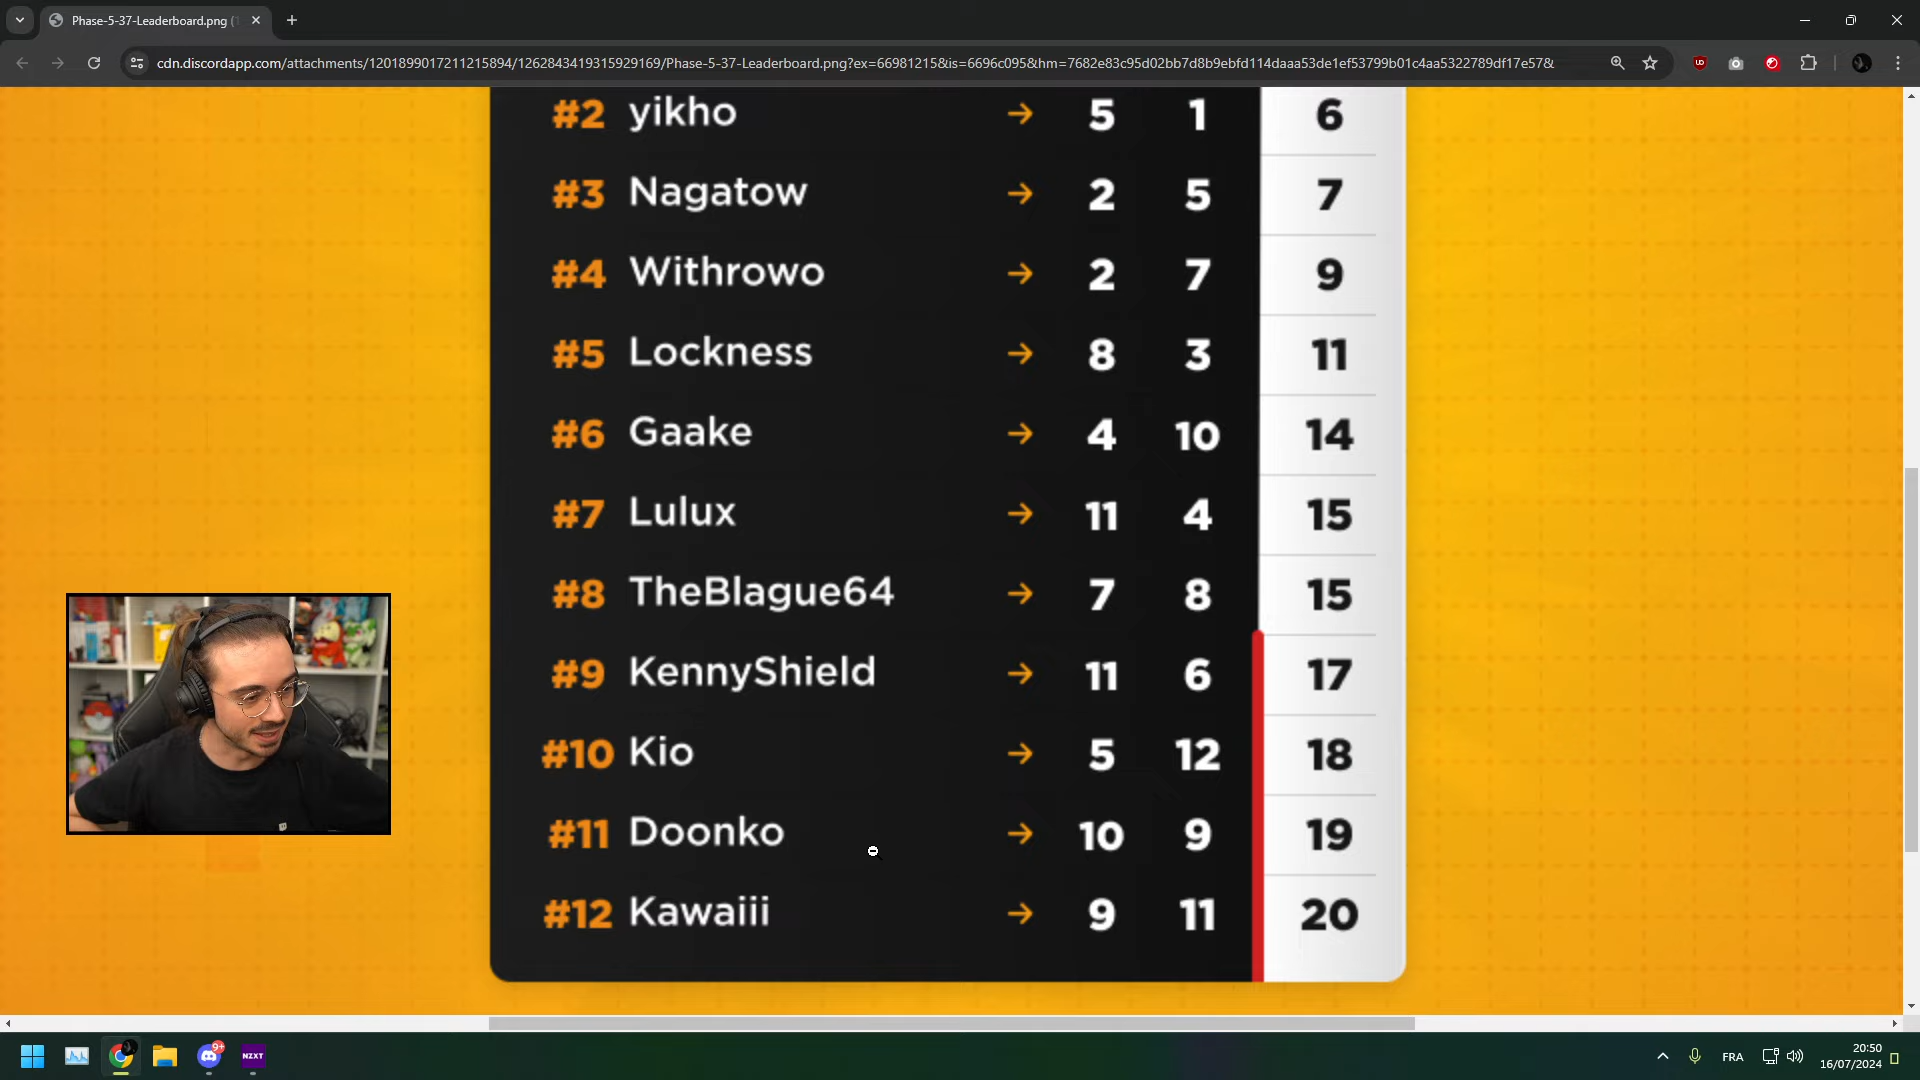 Phase-5-37-Leaderboard.png (
cdn.discordapp.com/attachments/1201899017211215894/1262843419315929169/Phase-5-37-Leaderboard.png?ex=66981215&is=6696c095&hm=7682e83c95d02bb7d8b9ebfd114daaa53de1ef53799b01c4aa5322789df17e57&
#2 yikho → 5 1 6
#3 Nagatow → 2 5 7
#4 Withrowo → 2 7 9
#5 Lockness → 8 3 11
#6 Gaake → 4 10 14
#7 Lulux → 11 4 15
#8 TheBlague64 → 7 8 15
#9 KennyShield → 11 6 17
#10 Kio → 5 12 18
#11 Doonko → 10 9 19
#12 Kawaiii → 9 11 20
9+
NZXT
FRA
20:50
16/07/2024